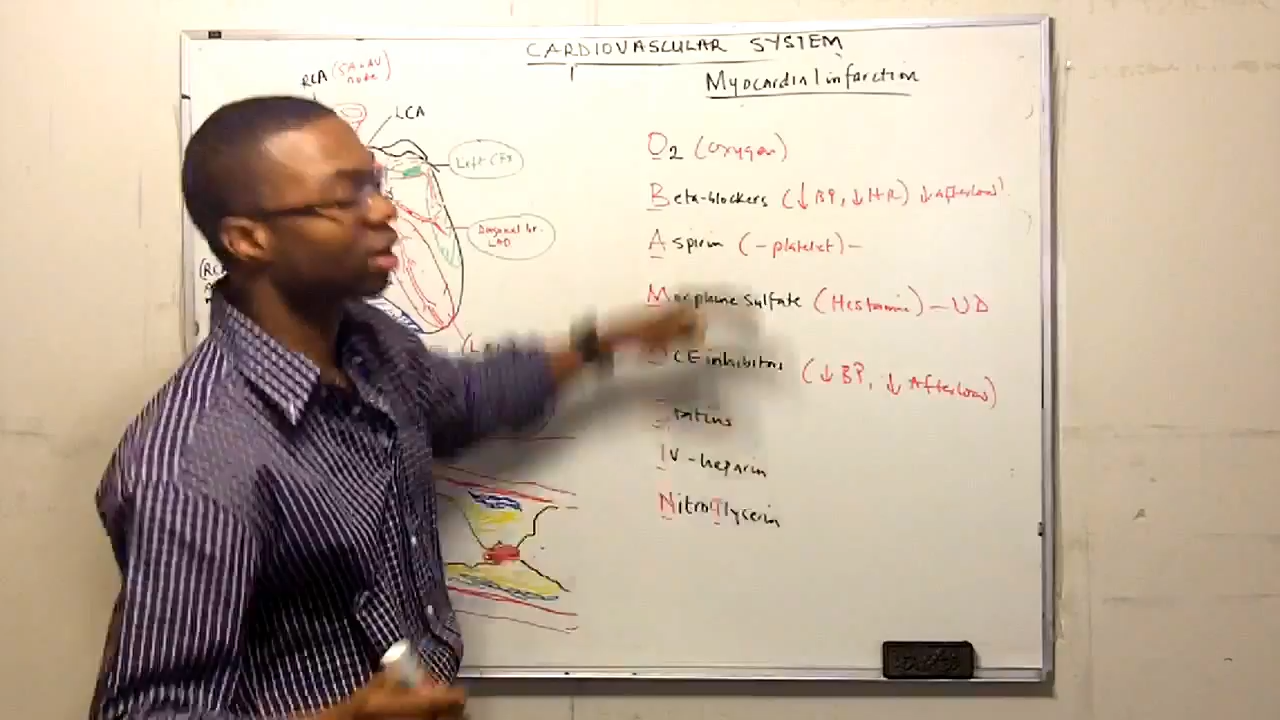 CARDIOVASCULAR SYSTEM
Myocardial infarction
RCA (SA+AV node)
LCA
Left CFX
Diagonal br. LAD
O2 (oxygen)
Beta-blockers (↓ BP, ↓ HR) ↓ Afterload
Aspirin (- platelet) -
Morphine sulfate (Histamine) - VD
ACE inhibitors (↓ BP, ↓ Afterload)
Statins
IV-heparin
NitroGlycerin